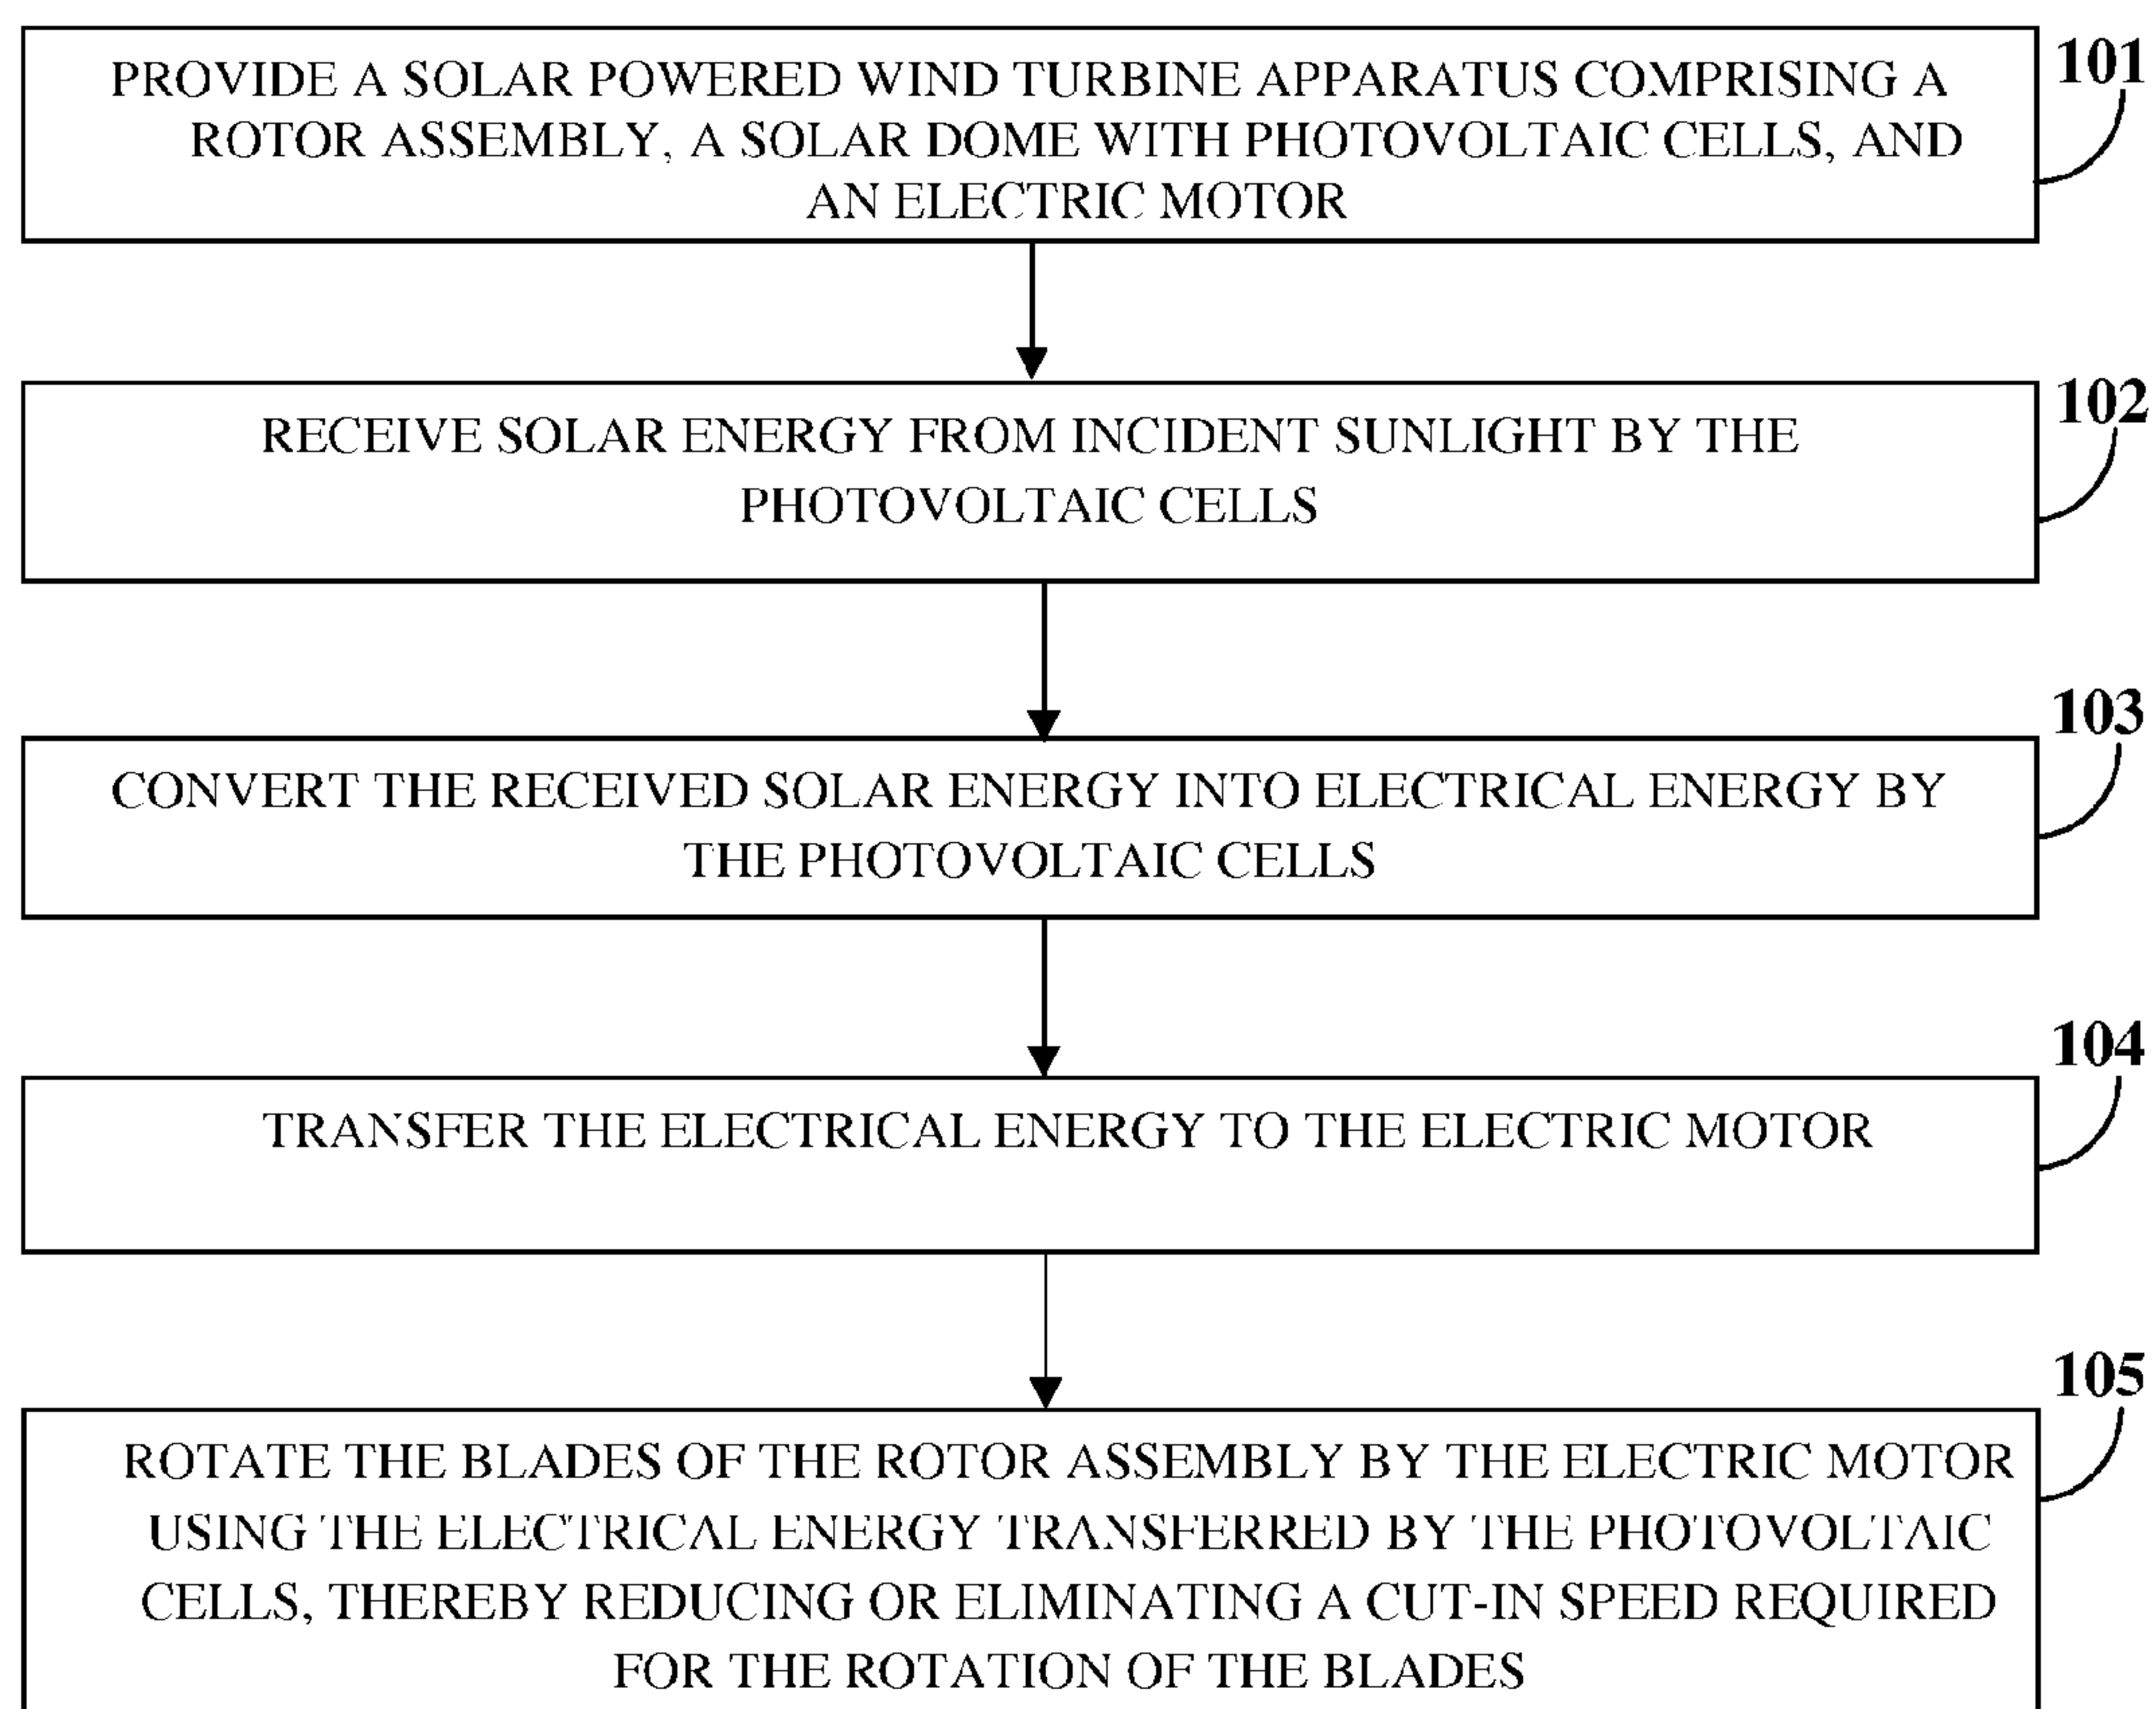 PROVIDE A SOLAR POWERED WIND TURBINE APPARATUS COMPRISING A
ROTOR ASSEMBLY, A SOLAR DOME WITH PHOTOVOLTAIC CELLS, AND
AN ELECTRIC MOTOR
101
RECEIVE SOLAR ENERGY FROM INCIDENT SUNLIGHT BY THE
PHOTOVOLTAIC CELLS
102
CONVERT THE RECEIVED SOLAR ENERGY INTO ELECTRICAL ENERGY BY
THE PHOTOVOLTAIC CELLS
103
TRANSFER THE ELECTRICAL ENERGY TO THE ELECTRIC MOTOR
104
ROTATE THE BLADES OF THE ROTOR ASSEMBLY BY THE ELECTRIC MOTOR
USING THE ELECTRICAL ENERGY TRANSFERRED BY THE PHOTOVOLTAIC
CELLS, THEREBY REDUCING OR ELIMINATING A CUT-IN SPEED REQUIRED
FOR THE ROTATION OF THE BLADES
105